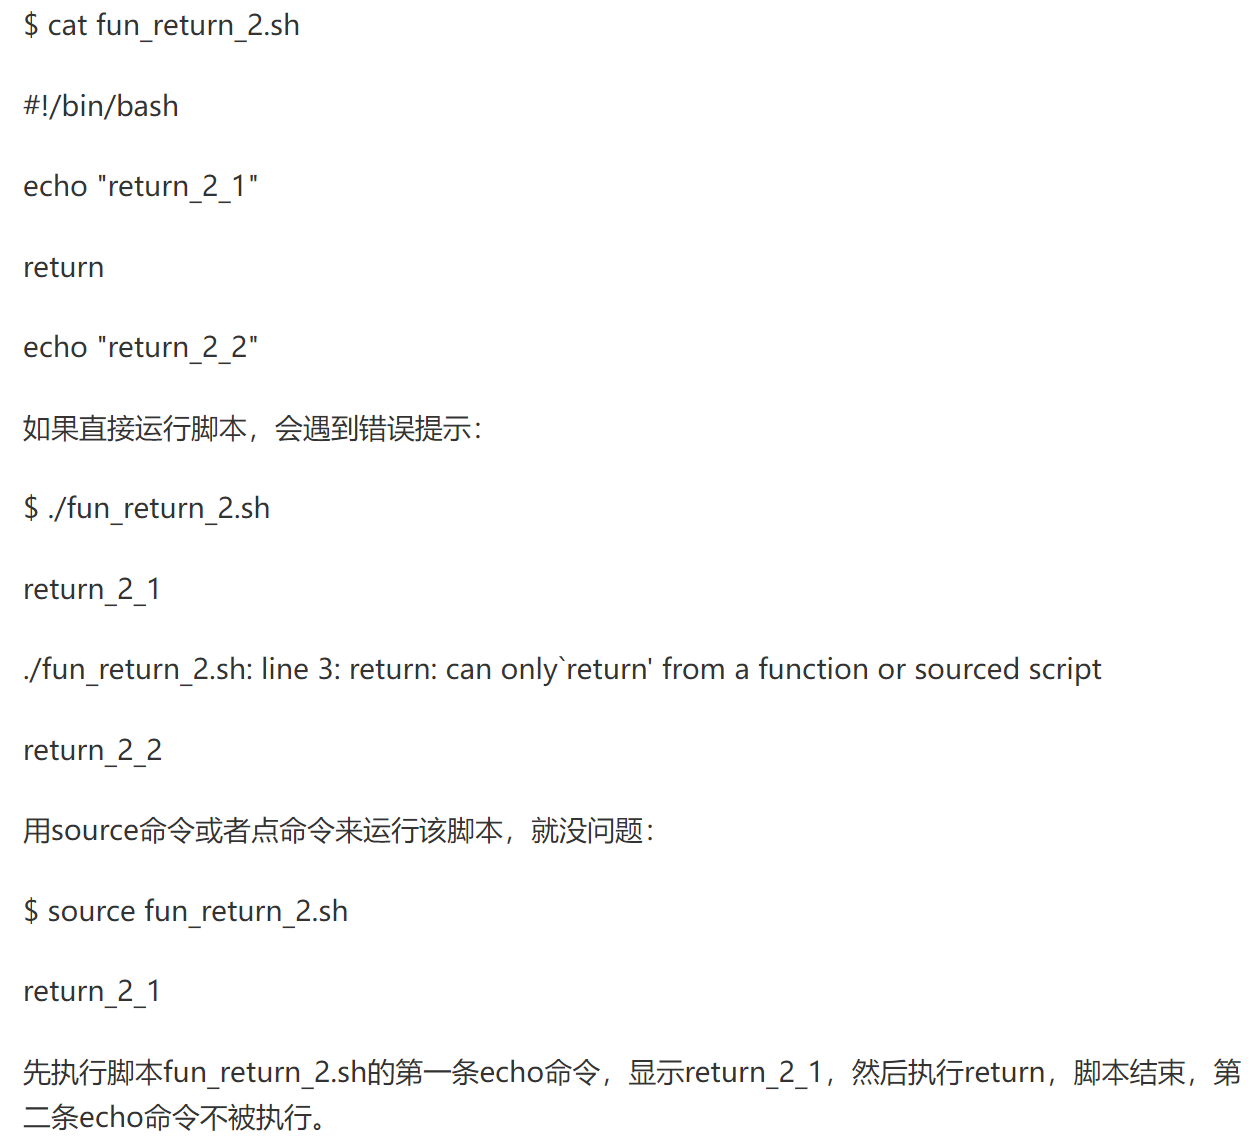 $ cat fun_return_2.sh
#!/bin/bash
echo "return_2_1"
return
echo "return_2_2"
如果直接运行脚本，会遇到错误提示：
$ ./fun_return_2.sh
return_2_1
./fun_return_2.sh: line 3: return: can only`return' from a function or sourced script
return_2_2
用source命令或者点命令来运行该脚本，就没问题：
$ source fun_return_2.sh
return_2_1
先执行脚本fun_return_2.sh的第一条echo命令，显示return_2_1，然后执行return，脚本结束，第
二条echo命令不被执行。